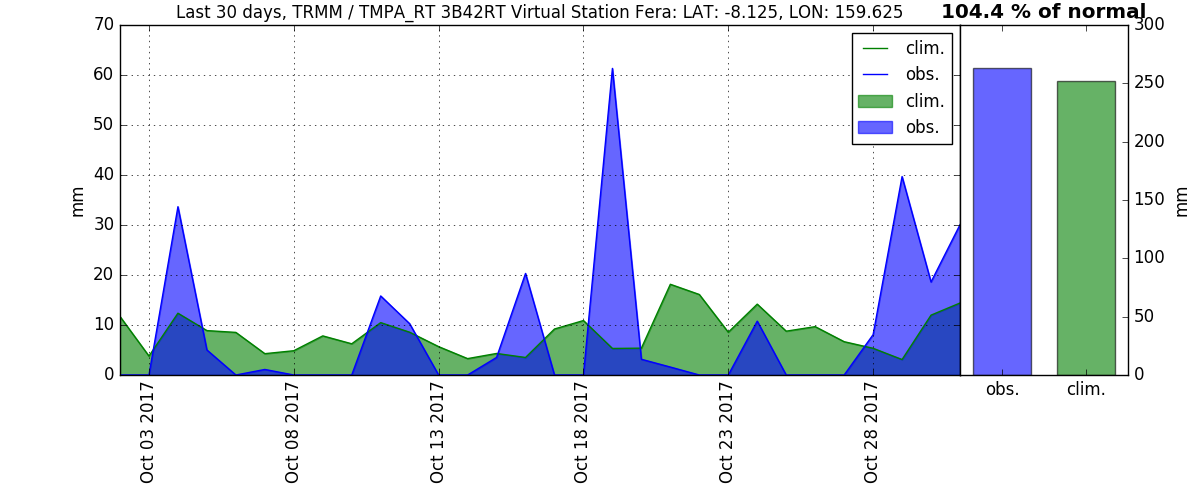 Last 30 days, TRMM / TMPA_RT 3B42RT Virtual Station Fera: LAT: -8.125, LON: 159.625
104.4 % of normal
70
60
50
40
30
20
10
0
mm
clim.
obs.
clim.
obs.
Oct 03 2017
Oct 08 2017
Oct 13 2017
Oct 18 2017
Oct 23 2017
Oct 28 2017
300
250
200
150
100
50
0
mm
obs.
clim.